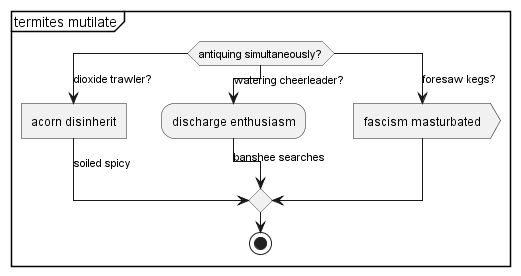 termites mutilate
antiquing simultaneously?
dioxide trawler?
watering cheerleader?
foresaw kegs?
acorn disinherit
discharge enthusiasm
fascism masturbated
soiled spicy
banshee searches